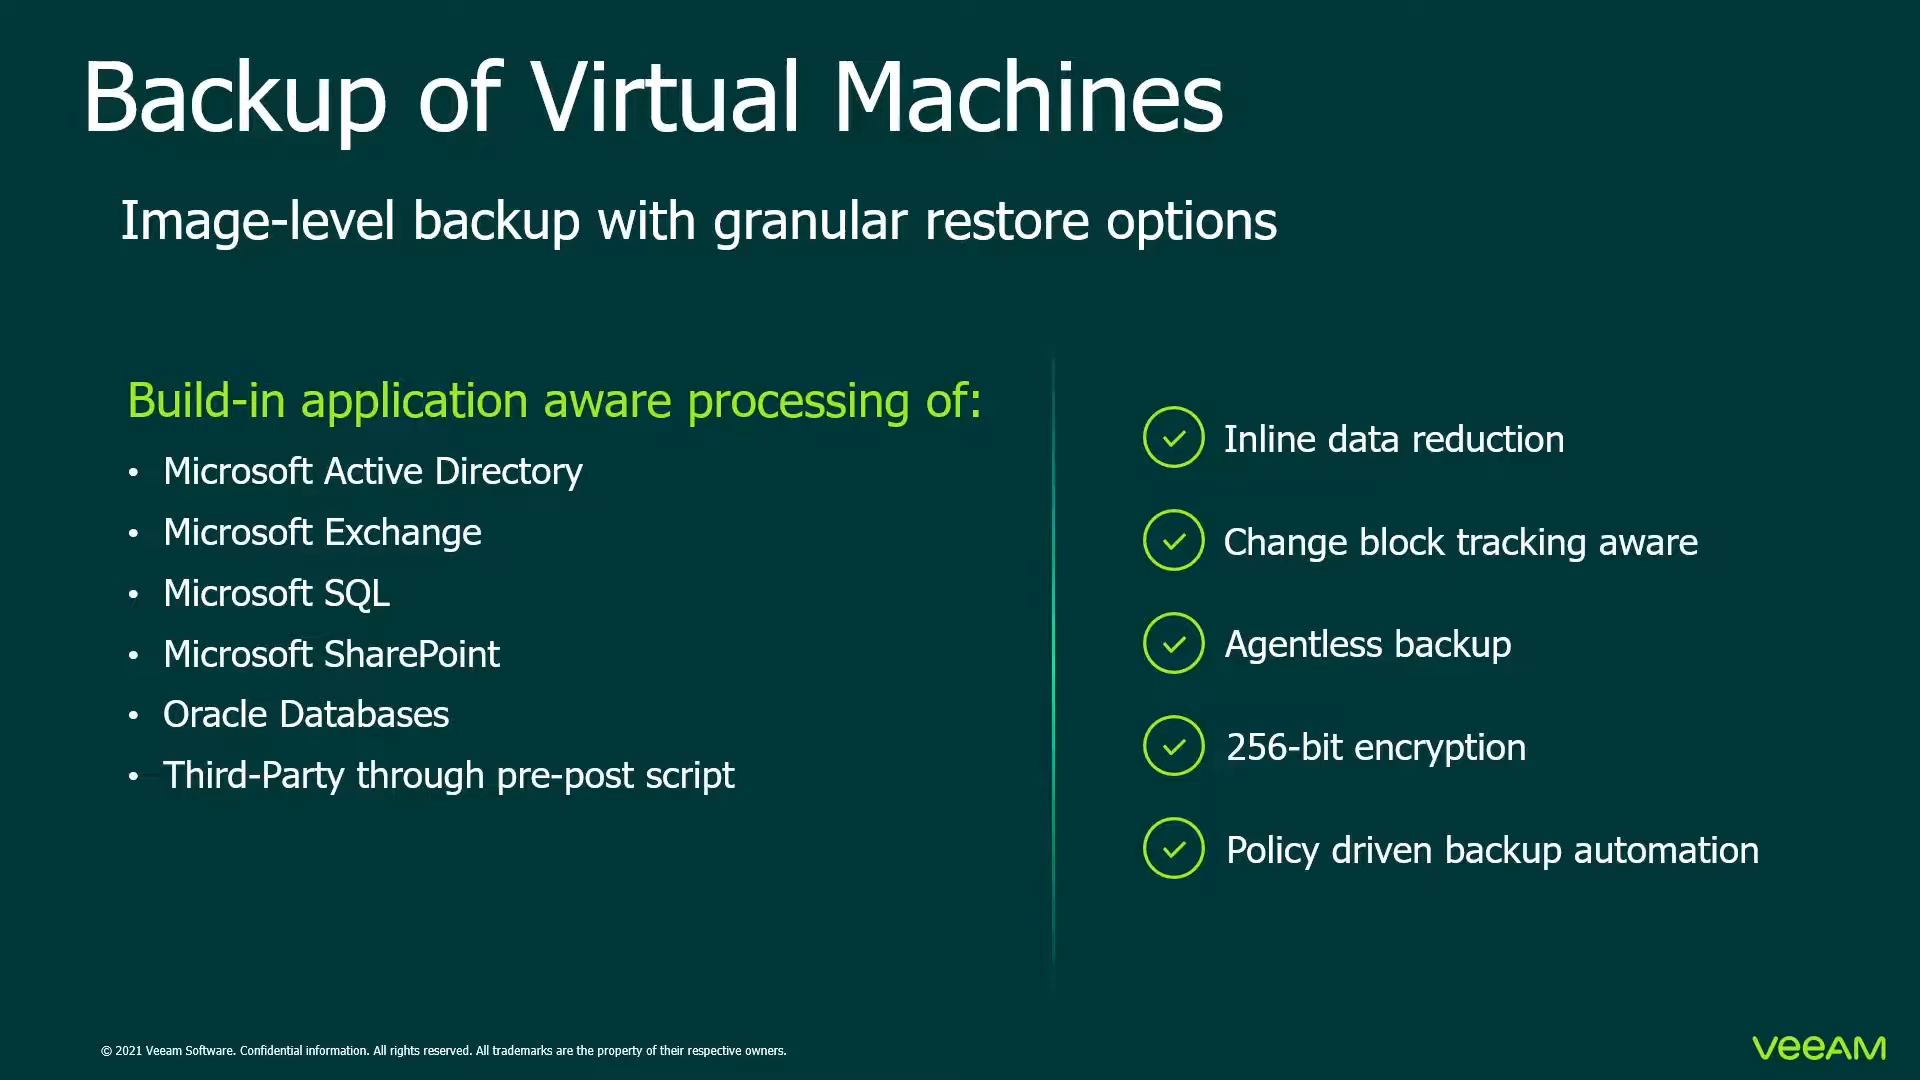 Backup of Virtual Machines
Image-level backup with granular restore options
Build-in application aware processing of:
• Microsoft Active Directory
• Microsoft Exchange
• Microsoft SQL
• Microsoft SharePoint
• Oracle Databases
• Third-Party through pre-post script
Inline data reduction
Change block tracking aware
Agentless backup
256-bit encryption
Policy driven backup automation
© 2021 Veeam Software. Confidential information. All rights reserved. All trademarks are the property of their respective owners.
veeAM